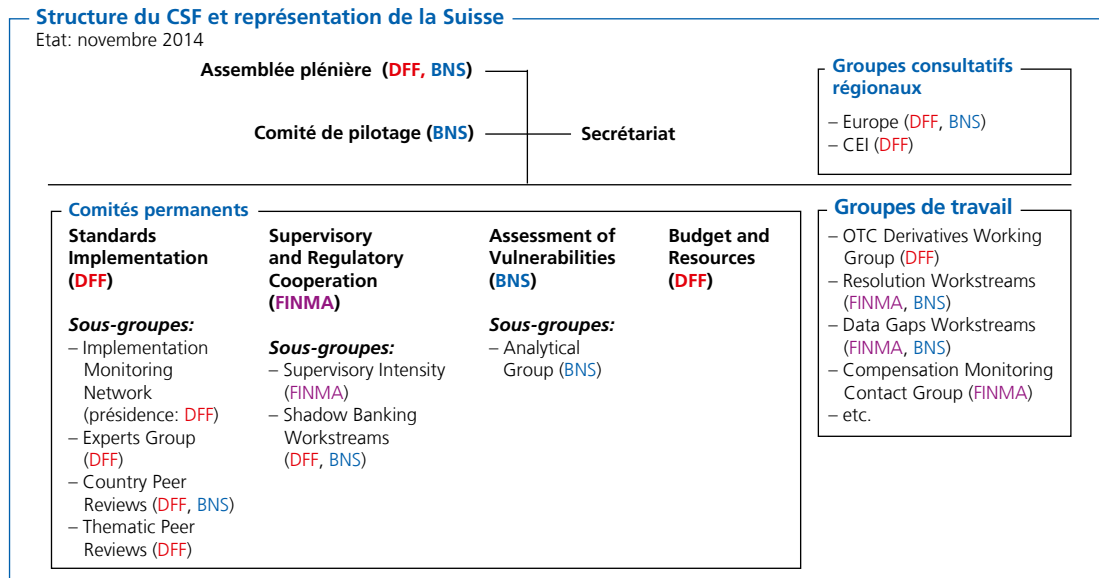 Structure du CSF et représentation de la Suisse
Etat: novembre 2014
Assemblée plénière (DFF, BNS)
Comité de pilotage (BNS)
Secrétariat
Groupes consultatifs
régionaux
– Europe (DFF, BNS)
– CEI (DFF)
Comités permanents
Standards
Implementation
(DFF)
Sous-groupes:
– Implementation
Monitoring
Network
(présidence: DFF)
– Experts Group
(DFF)
– Country Peer
Reviews (DFF, BNS)
– Thematic Peer
Reviews (DFF)
Supervisory
and Regulatory
Cooperation
(FINMA)
Sous-groupes:
– Supervisory Intensity
(FINMA)
– Shadow Banking
Workstreams
(DFF, BNS)
Assessment of
Vulnerabilities
(BNS)
Sous-groupes:
– Analytical
Group (BNS)
Budget and
Resources
(DFF)
Groupes de travail
– OTC Derivatives Working
Group (DFF)
– Resolution Workstreams
(FINMA, BNS)
– Data Gaps Workstreams
(FINMA, BNS)
– Compensation Monitoring
Contact Group (FINMA)
– etc.